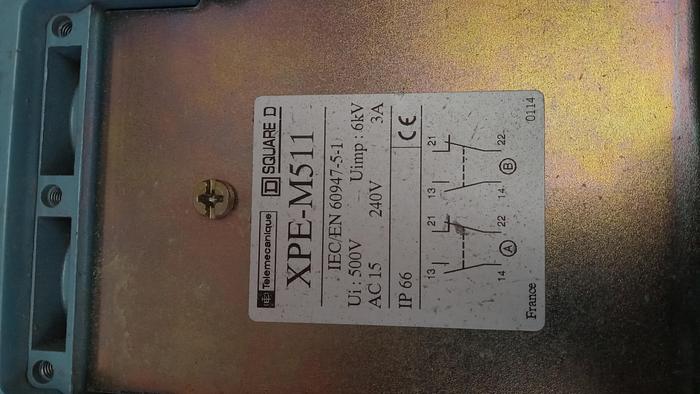 Telemecanique SQUARE D
XPE-M511
IEC/EN 60947-5-1
Ui : 500V Uimp : 6kV
AC 15 240V 3A
IP 66 CE
13 21 13 21
14 22 14 22
A B
France 0114